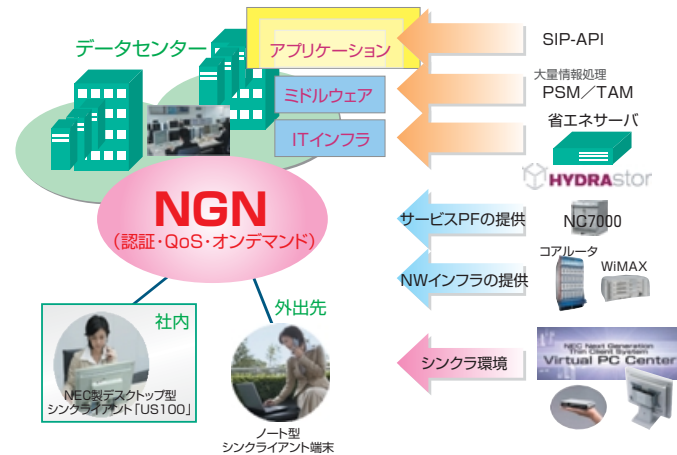 データセンター
アプリケーション
ミドルウェア
ITインフラ
SIP-API
大量情報処理
PSM／TAM
省エネサーバ
HYDRAstor
NGN
（認証・QoS・オンデマンド）
サービスPFの提供
NC7000
コアルータ
WiMAX
NWインフラの提供
社内
外出先
シンクラ環境
NEC Next Generation
Thin Client System
Virtual PC Center
NEC製デスクトップ型
シンクライアント「US100」
ノート型
シンクライアント端末